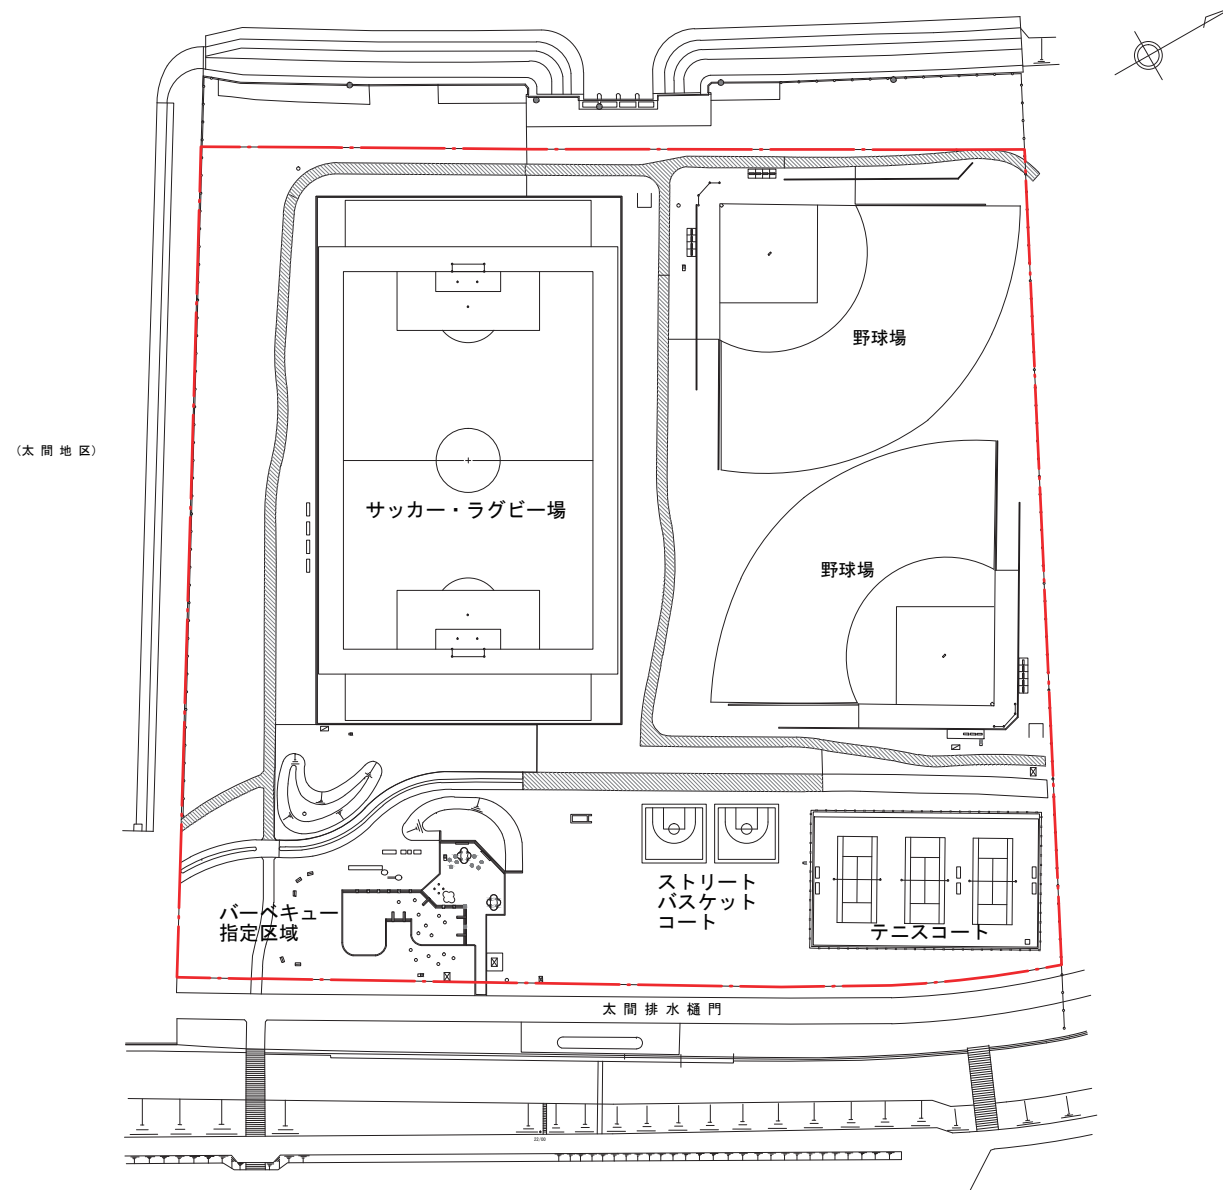 野球場
(太間地区)
サッカー・ラグビー場
野球場
ストリート
バスケット
コート
バーベキュー
指定区域
テニスコート
太間排水樋門